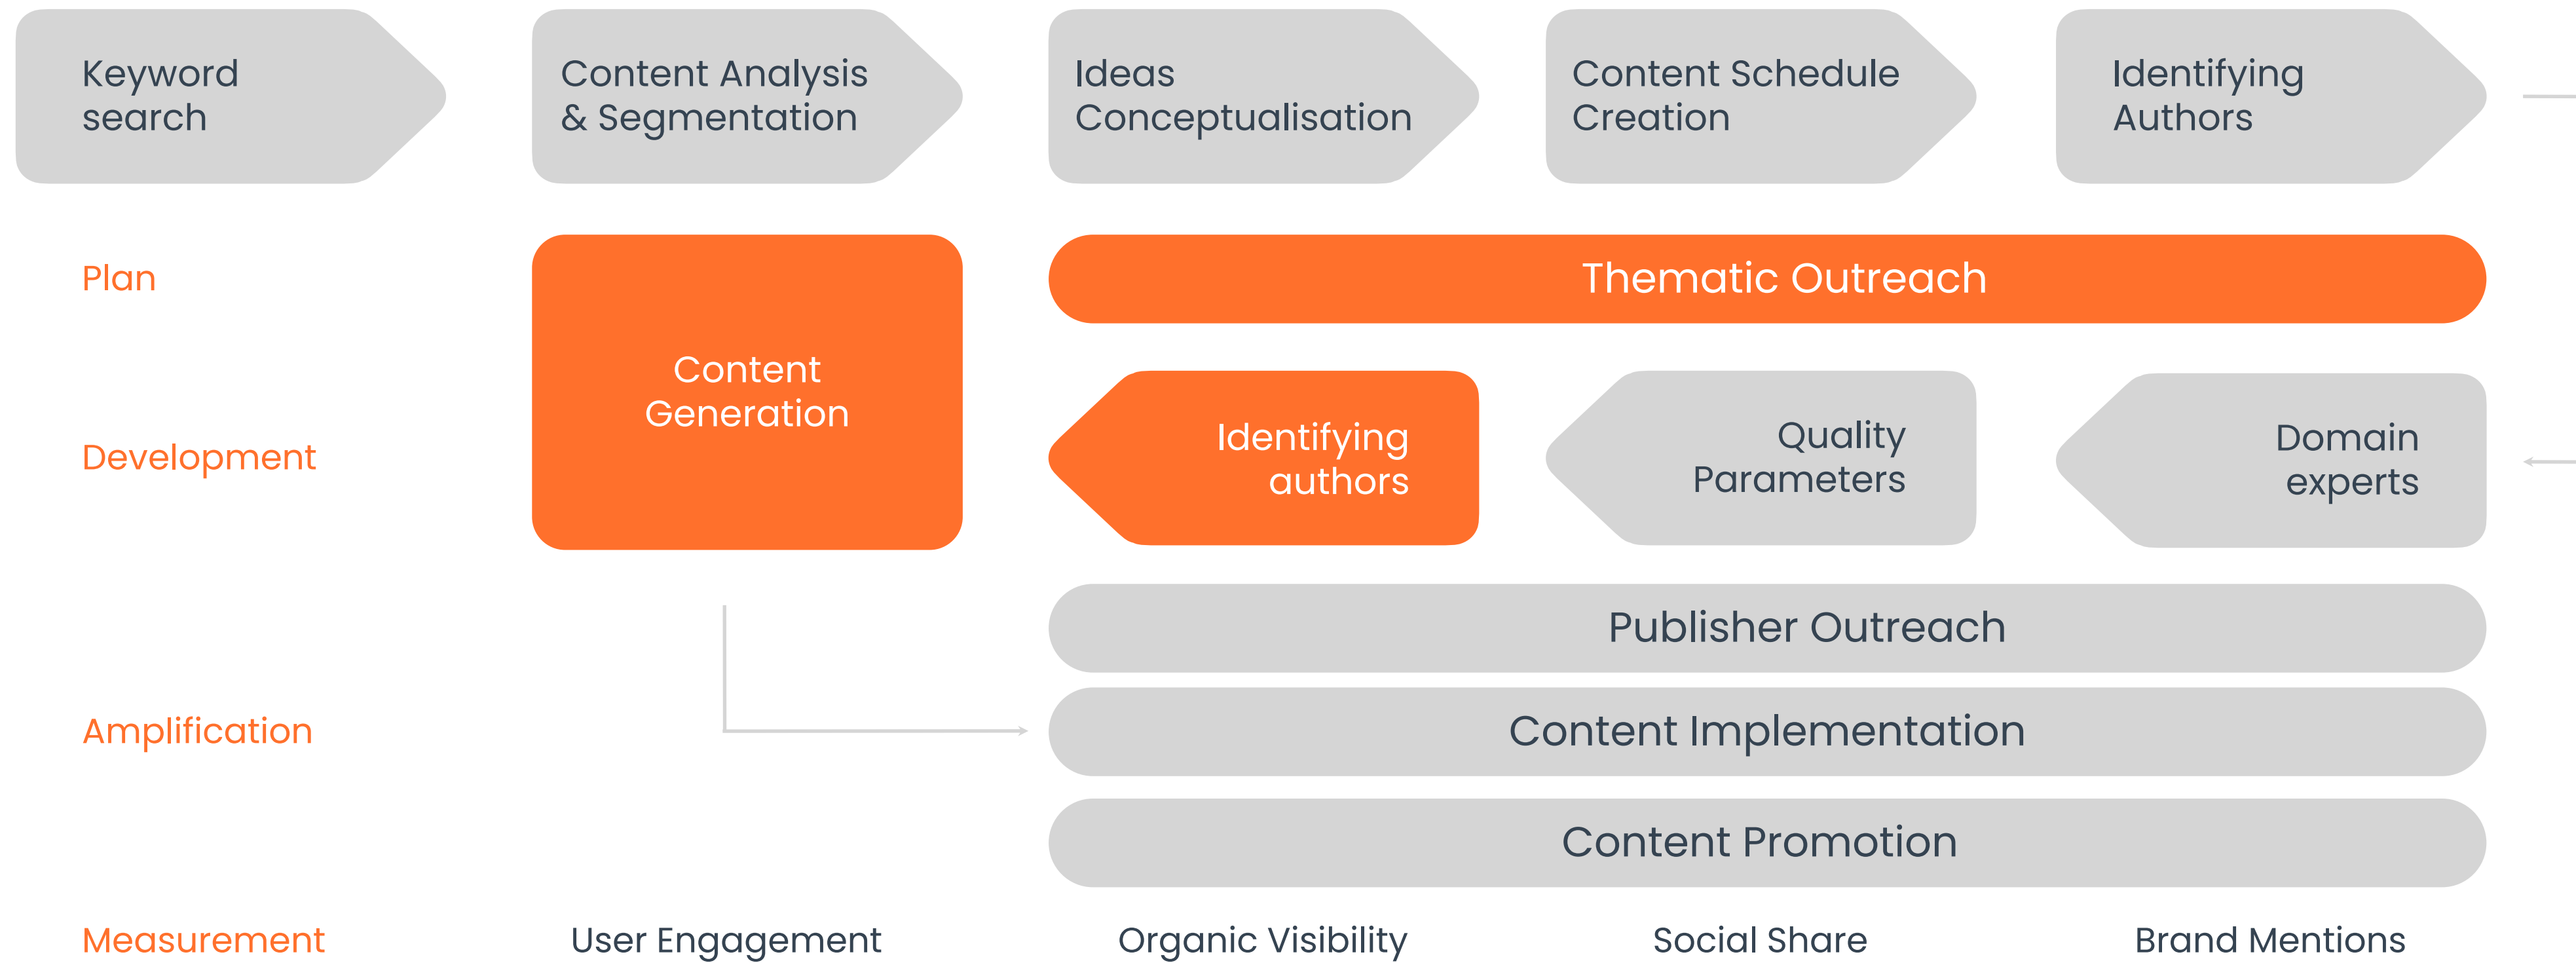 Keyword
search
Content Analysis
& Segmentation
Ideas
Conceptualisation
Content Schedule
Creation
Identifying
Authors
Plan
Content
Generation
Thematic Outreach
Development
Identifying
authors
Quality
Parameters
Domain
experts
Publisher Outreach
Amplification
Content Implementation
Content Promotion
Measurement
User Engagement
Organic Visibility
Social Share
Brand Mentions